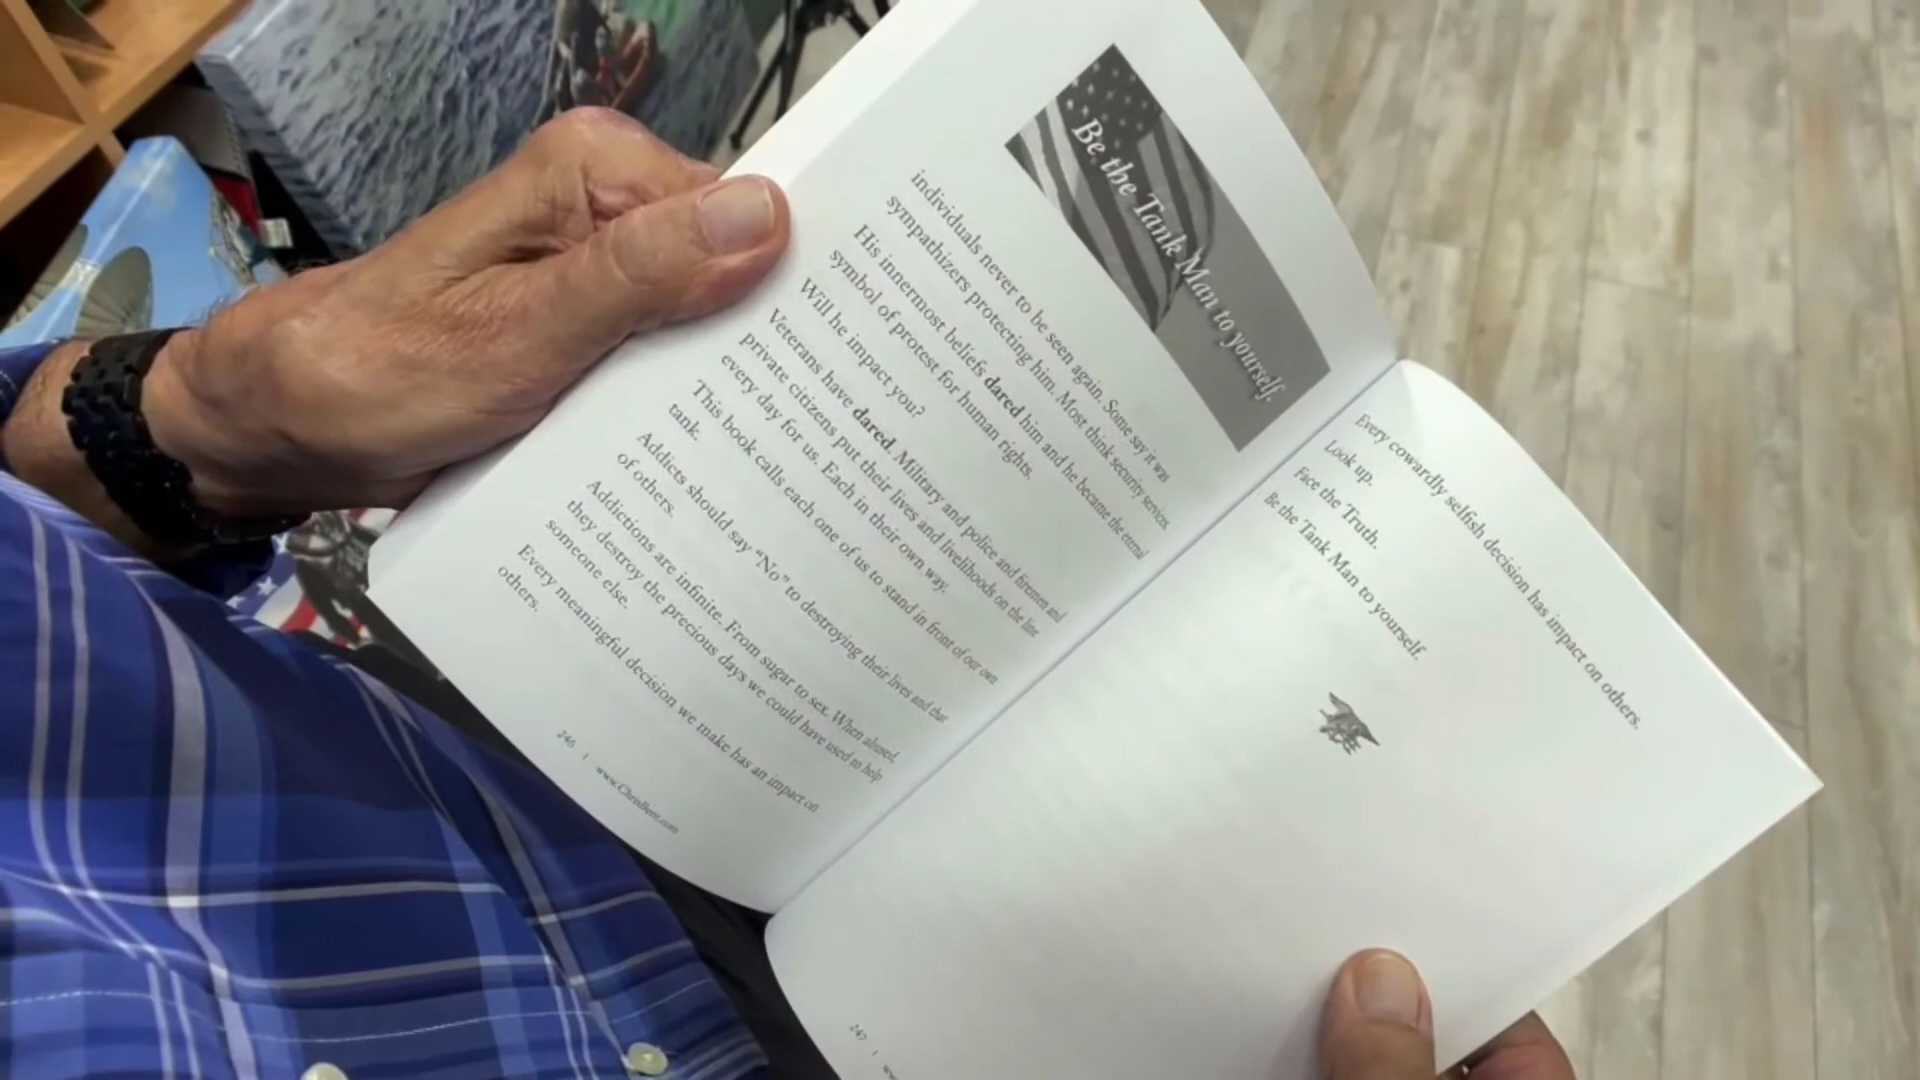 Be the Tank Man to yourself.
individuals never to be seen again. Some say it was
sympathizers protecting him. Most think security services.
His innermost beliefs dared him and he became the eternal
symbol of protest for human rights.
Will he impact you?
Veterans have dared. Military and police and firemen and
private citizens put their lives and livelihoods on the line
every day for us. Each in their own way.
This book calls each one of us to stand in front of our own
tank.
Addicts should say “No” to destroying their lives and that
of others.
Addictions are infinite. From sugar to sex. When abused,
they destroy the precious days we could have used to help
someone else.
Every meaningful decision we make has an impact on
others.
246 | www.ChrisBent.com
Every cowardly selfish decision has impact on others.
Look up.
Face the Truth.
Be the Tank Man to yourself.
247 |